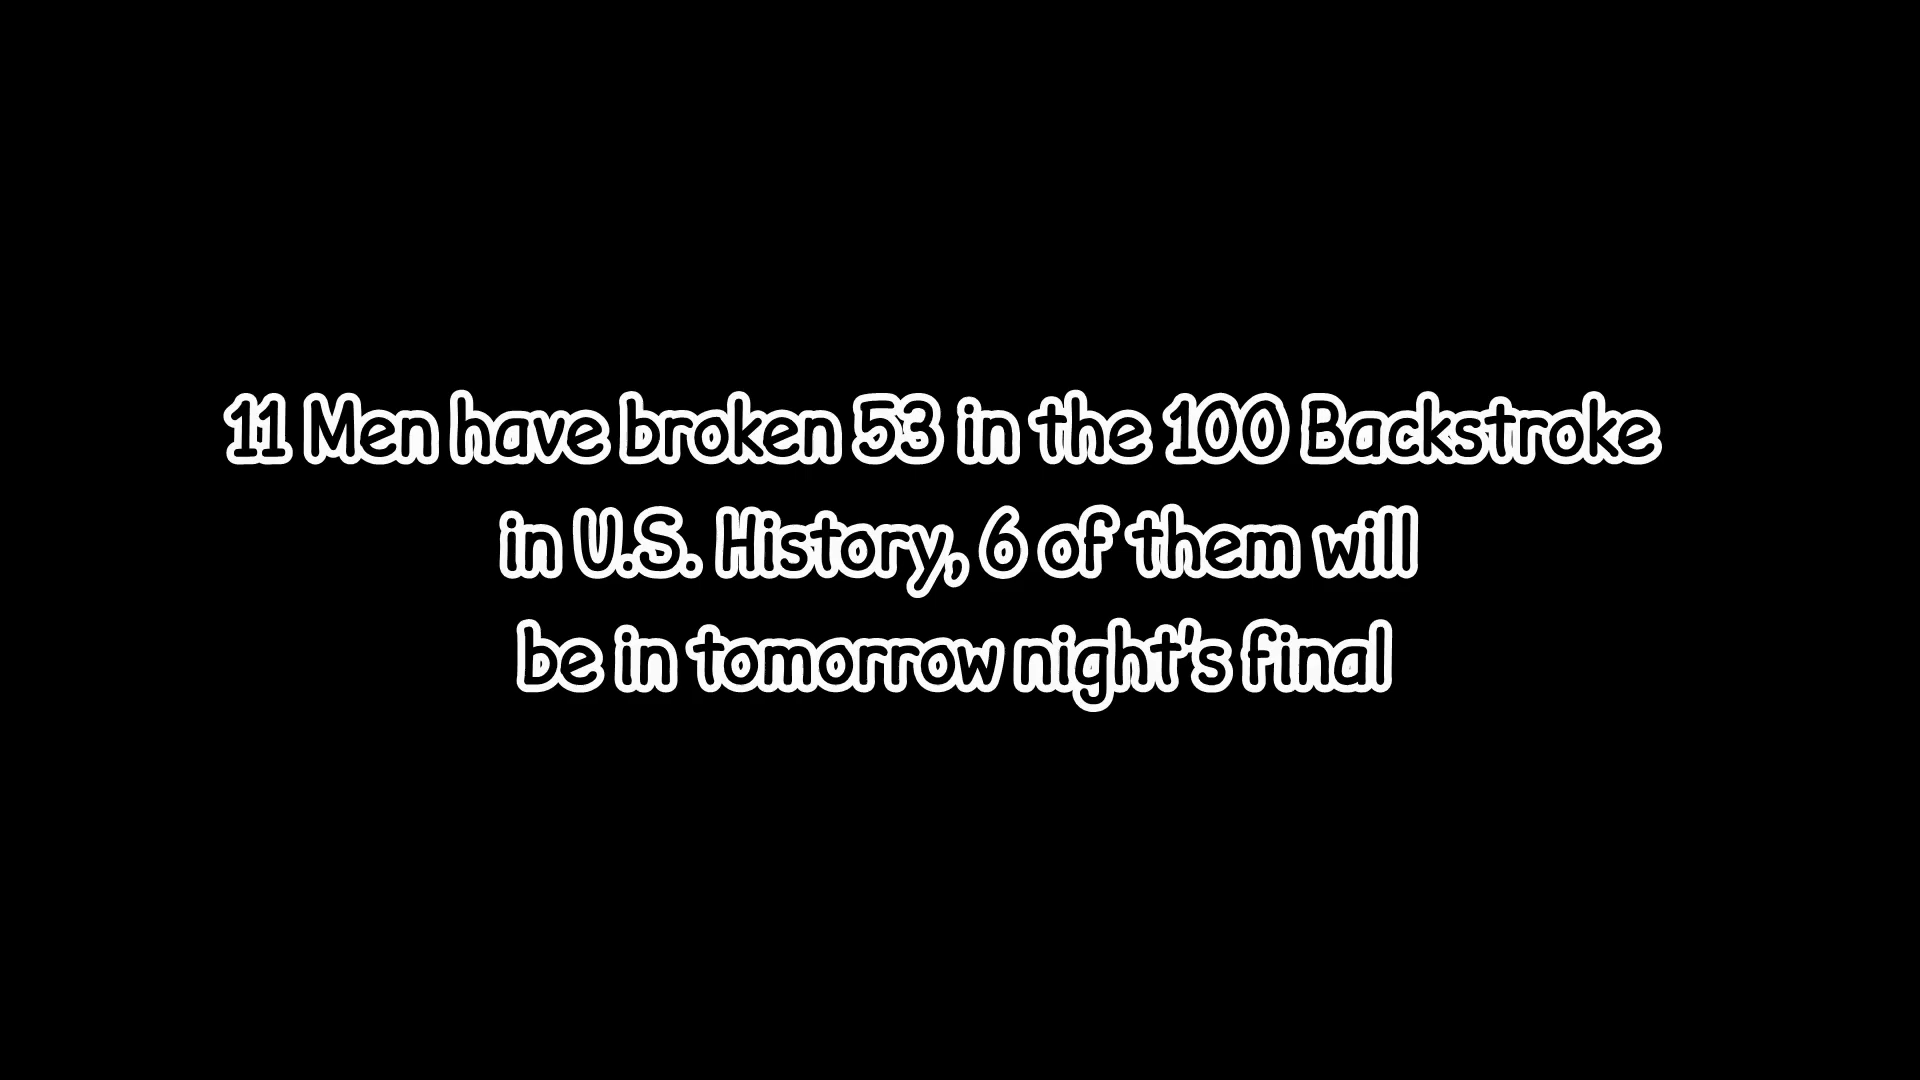 11 Men have broken 53 in the 100 Backstroke
in U.S. History, 6 of them will
be in tomorrow night's final